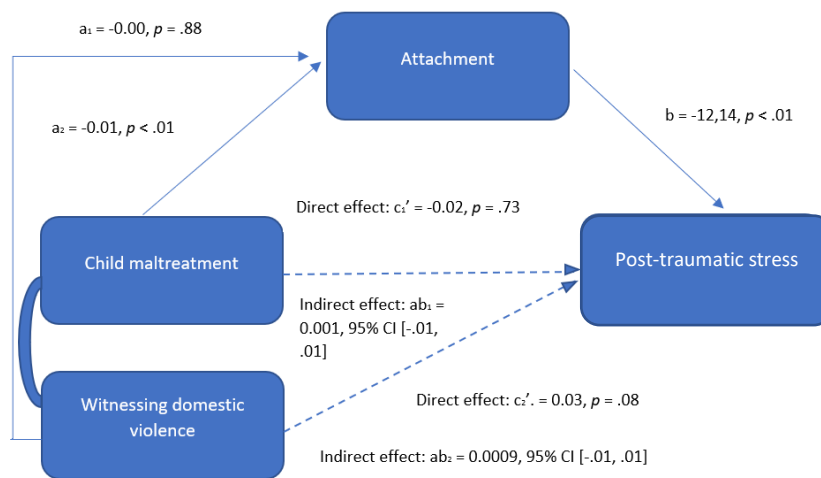 a₁ = -0.00, p = .88
Attachment
a₂ = -0.01, p < .01
b = -12,14, p < .01
Direct effect: c₁’ = -0.02, p = .73
Child maltreatment
Post-traumatic stress
Indirect effect: ab₁ =
0.001, 95% CI [-.01,
.01]
Witnessing domestic
violence
Direct effect: c₂’. = 0.03, p = .08
Indirect effect: ab₂ = 0.0009, 95% CI [-.01, .01]